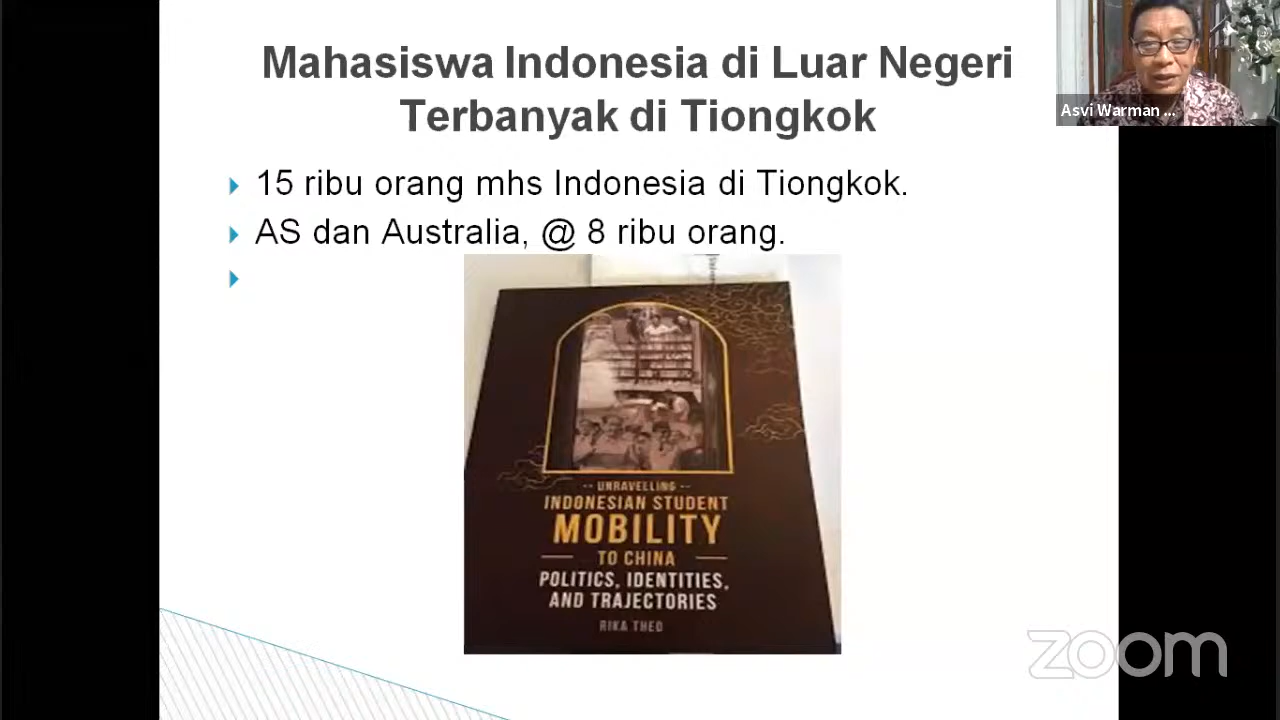 Mahasiswa Indonesia di Luar Negeri
Terbanyak di Tiongkok
15 ribu orang mhs Indonesia di Tiongkok.
AS dan Australia, @ 8 ribu orang.
-- UNRAVELLING --
INDONESIAN STUDENT
MOBILITY
TO CHINA
POLITICS, IDENTITIES,
AND TRAJECTORIES
RIKA THEO
Asvi Warman ...
zoom